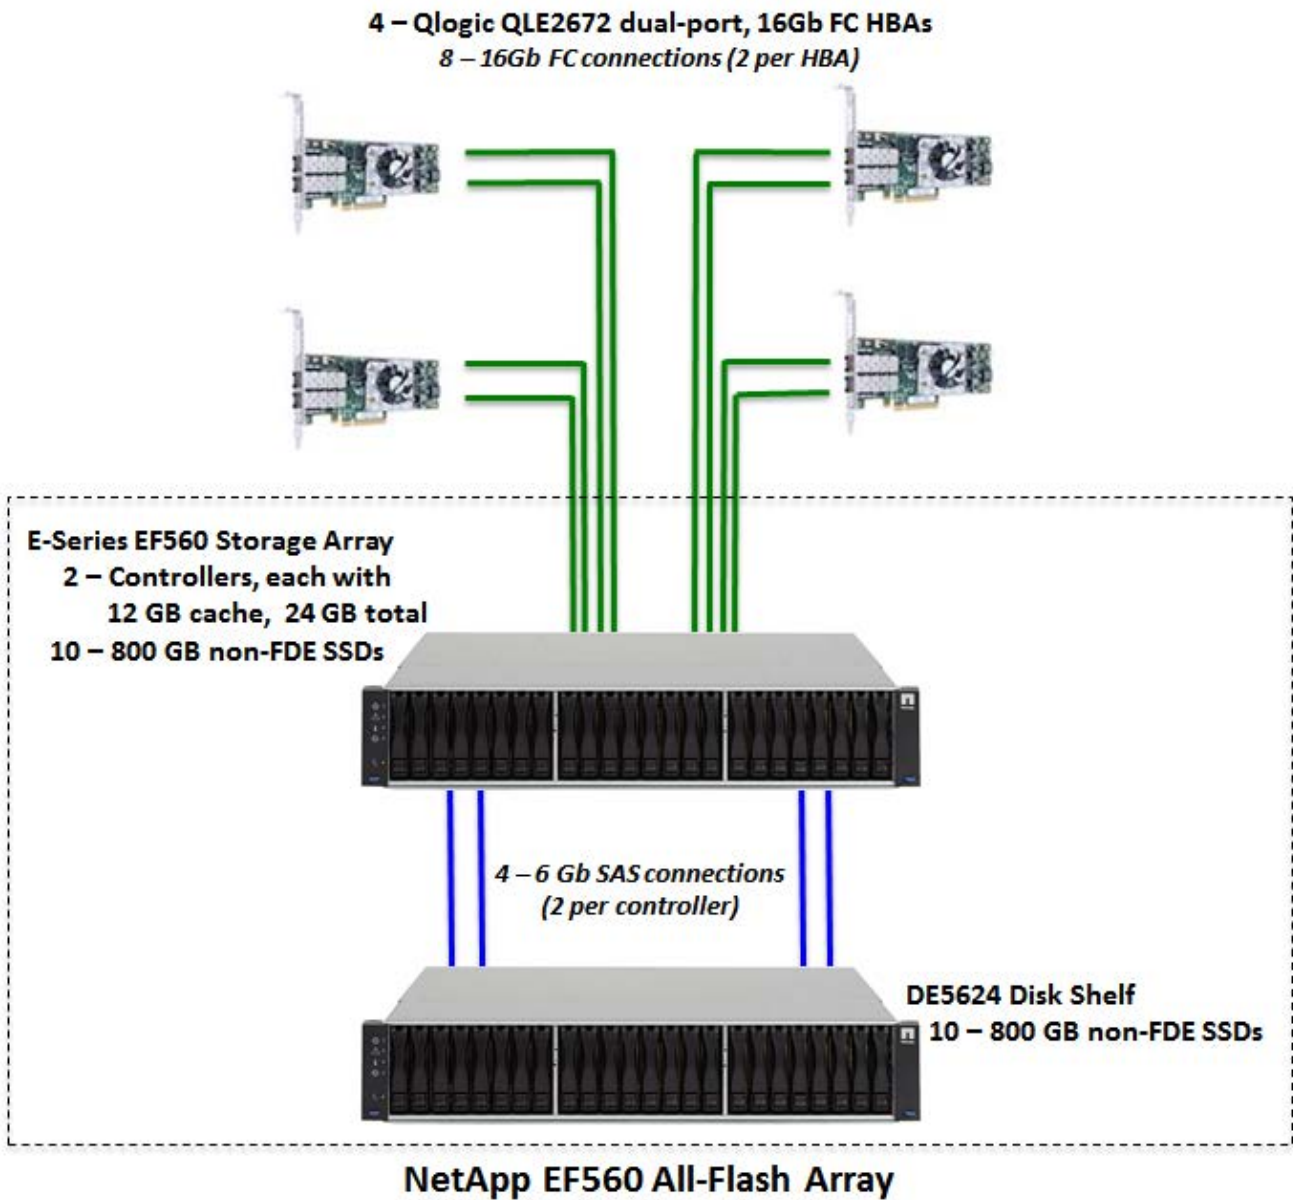 4 – Qlogic QLE2672 dual-port, 16Gb FC HBAs
8 – 16Gb FC connections (2 per HBA)
E-Series EF560 Storage Array
2 – Controllers, each with
12 GB cache, 24 GB total
10 – 800 GB non-FDE SSDs
4 – 6 Gb SAS connections
(2 per controller)
DE5624 Disk Shelf
10 – 800 GB non-FDE SSDs
NetApp EF560 All-Flash Array